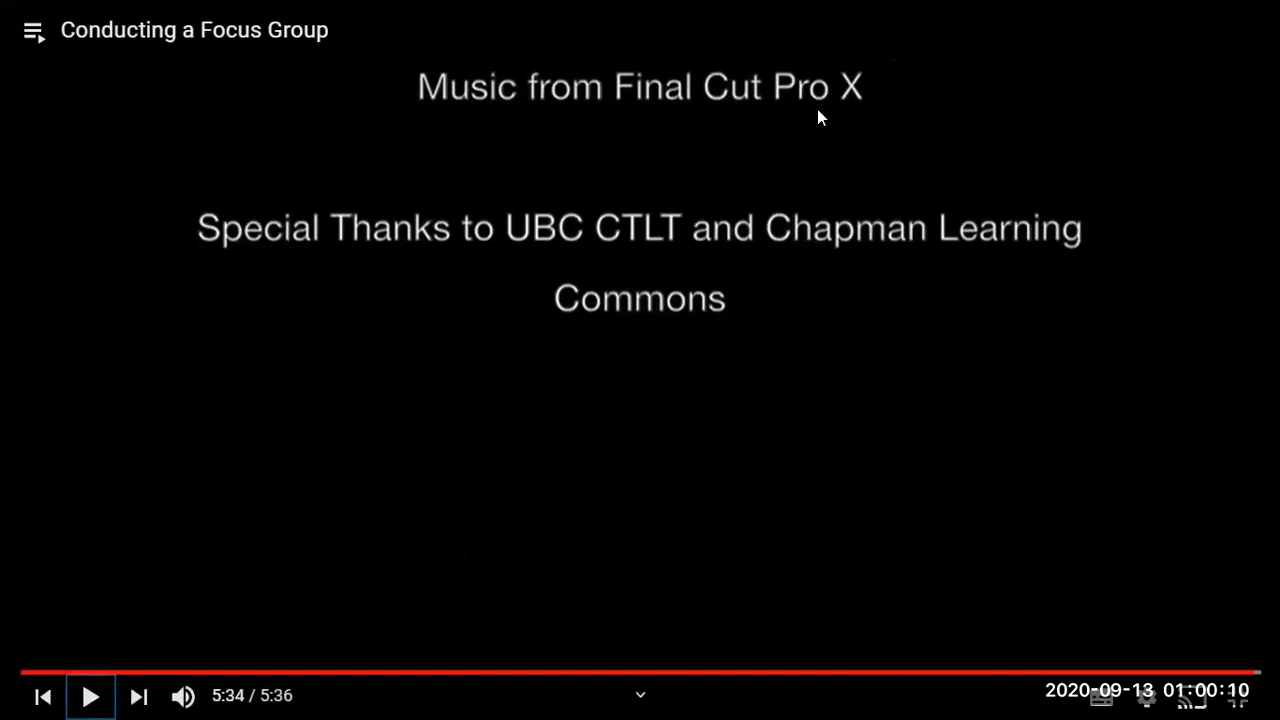 Conducting a Focus Group
Music from Final Cut Pro X
Special Thanks to UBC CTLT and Chapman Learning
Commons
5:34 / 5:36
2020-09-13 01:00:10